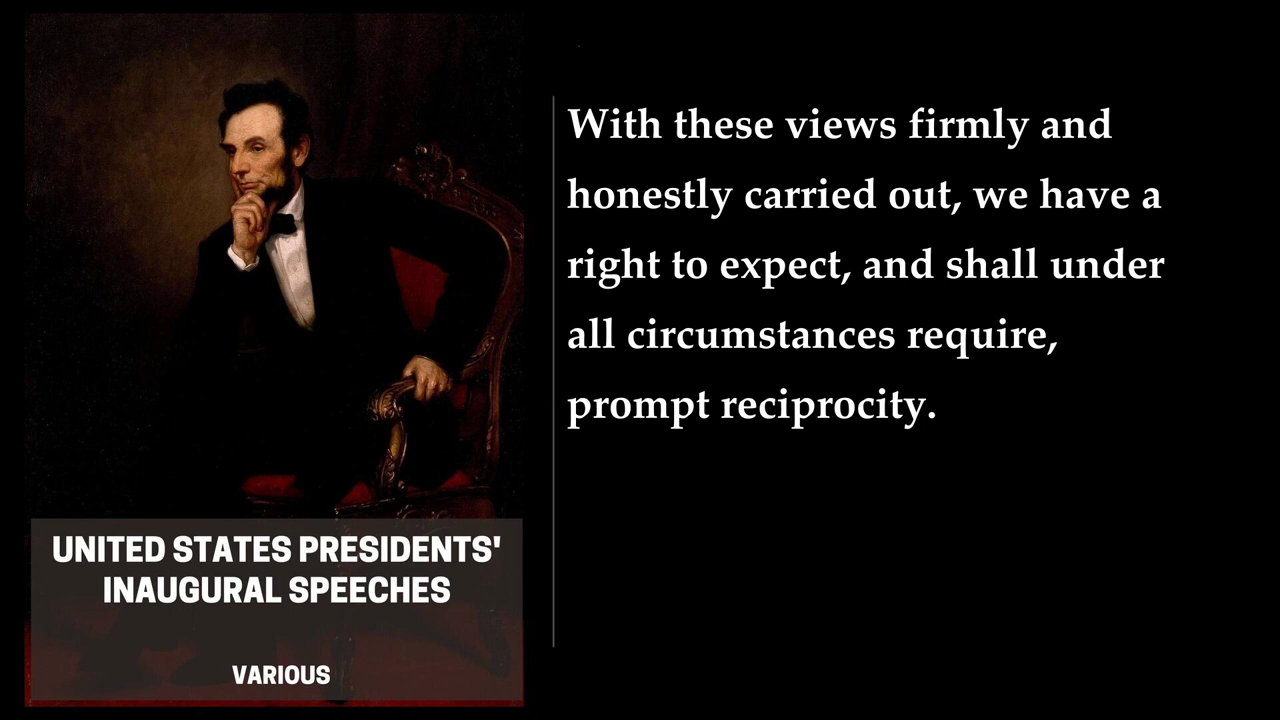 With these views firmly and
honestly carried out, we have a
right to expect, and shall under
all circumstances require,
prompt reciprocity.
UNITED STATES PRESIDENTS'
INAUGURAL SPEECHES
VARIOUS